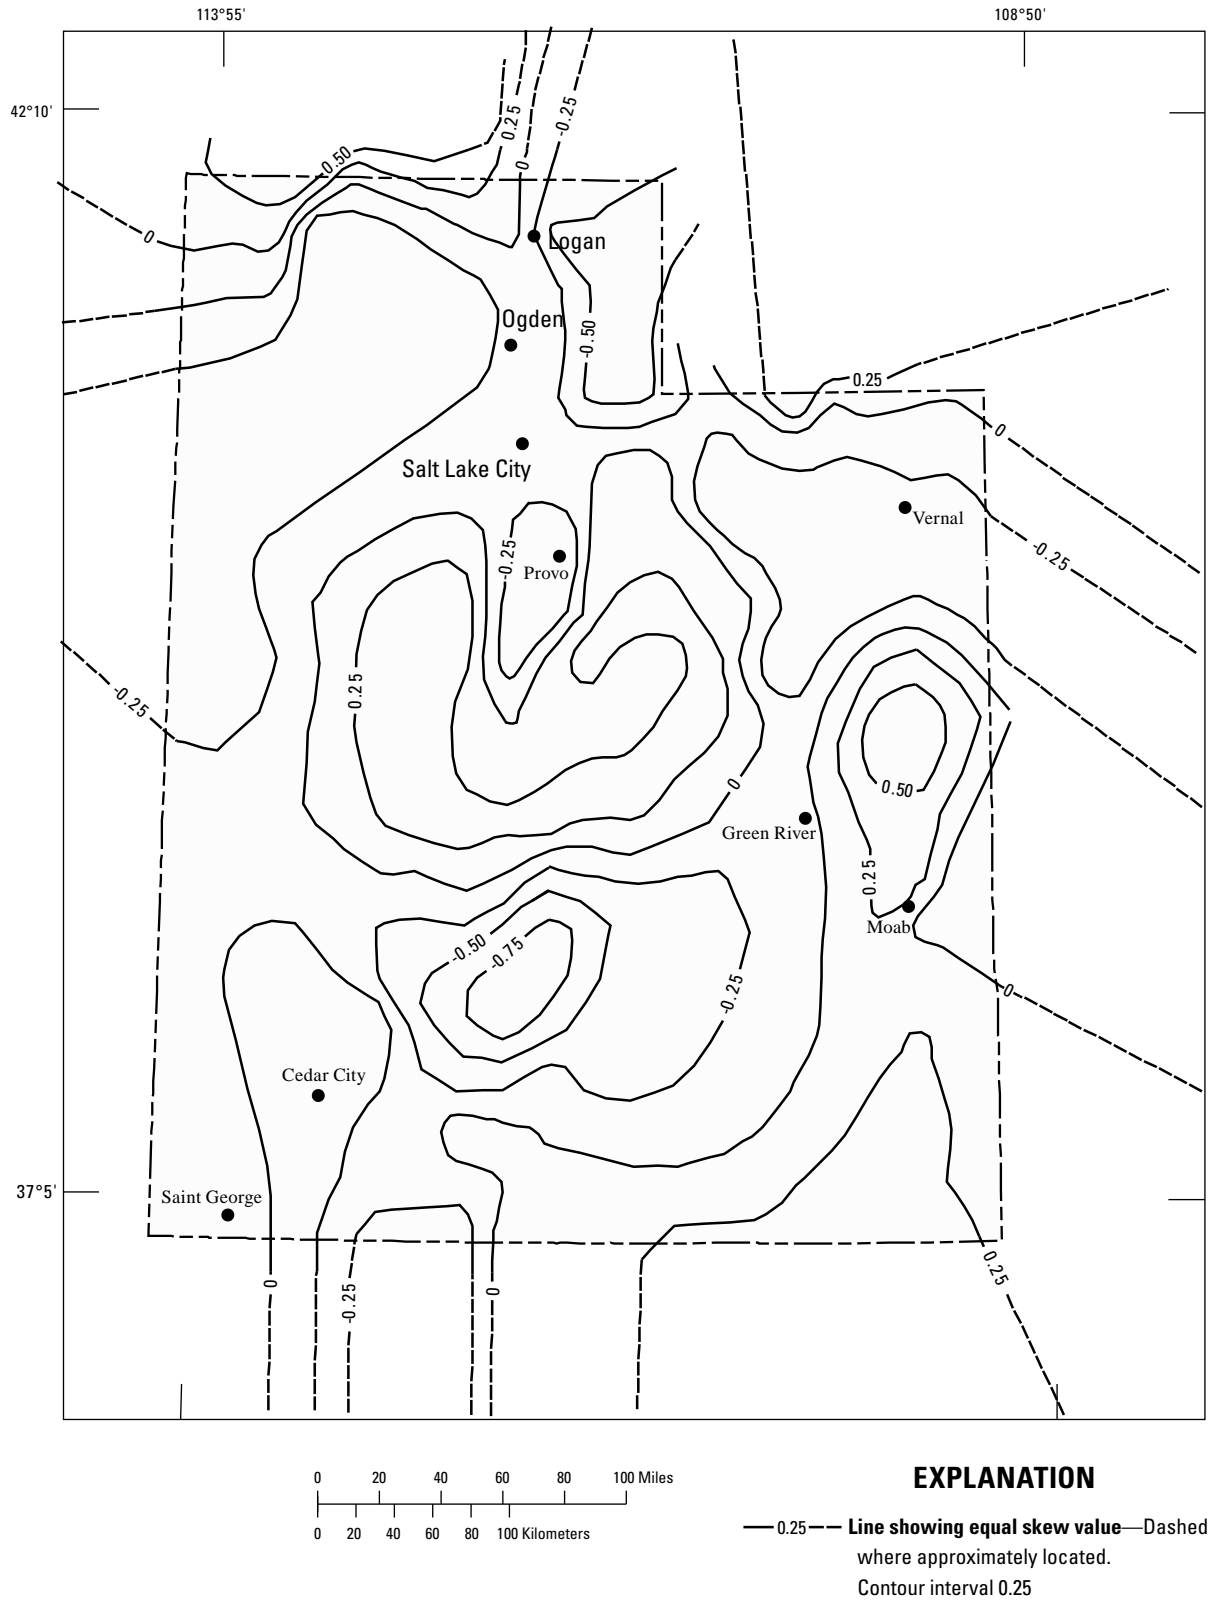 113°55'
108°50'
42°10'
0.25
-0.25
-0.50
0
0
Logan
Ogden
-0.50
0.25
0
Salt Lake City
Vernal
-0.25
-0.25
Provo
0.25
-0.25
0
0.50
Green River
0.25
Moab
-0.50
-0.75
-0.25
0
Cedar City
37°5'
Saint George
0
-0.25
0
0.25
0 20 40 60 80 100 Miles
0 20 40 60 80 100 Kilometers
EXPLANATION
0.25 Line showing equal skew value—Dashed
where approximately located.
Contour interval 0.25